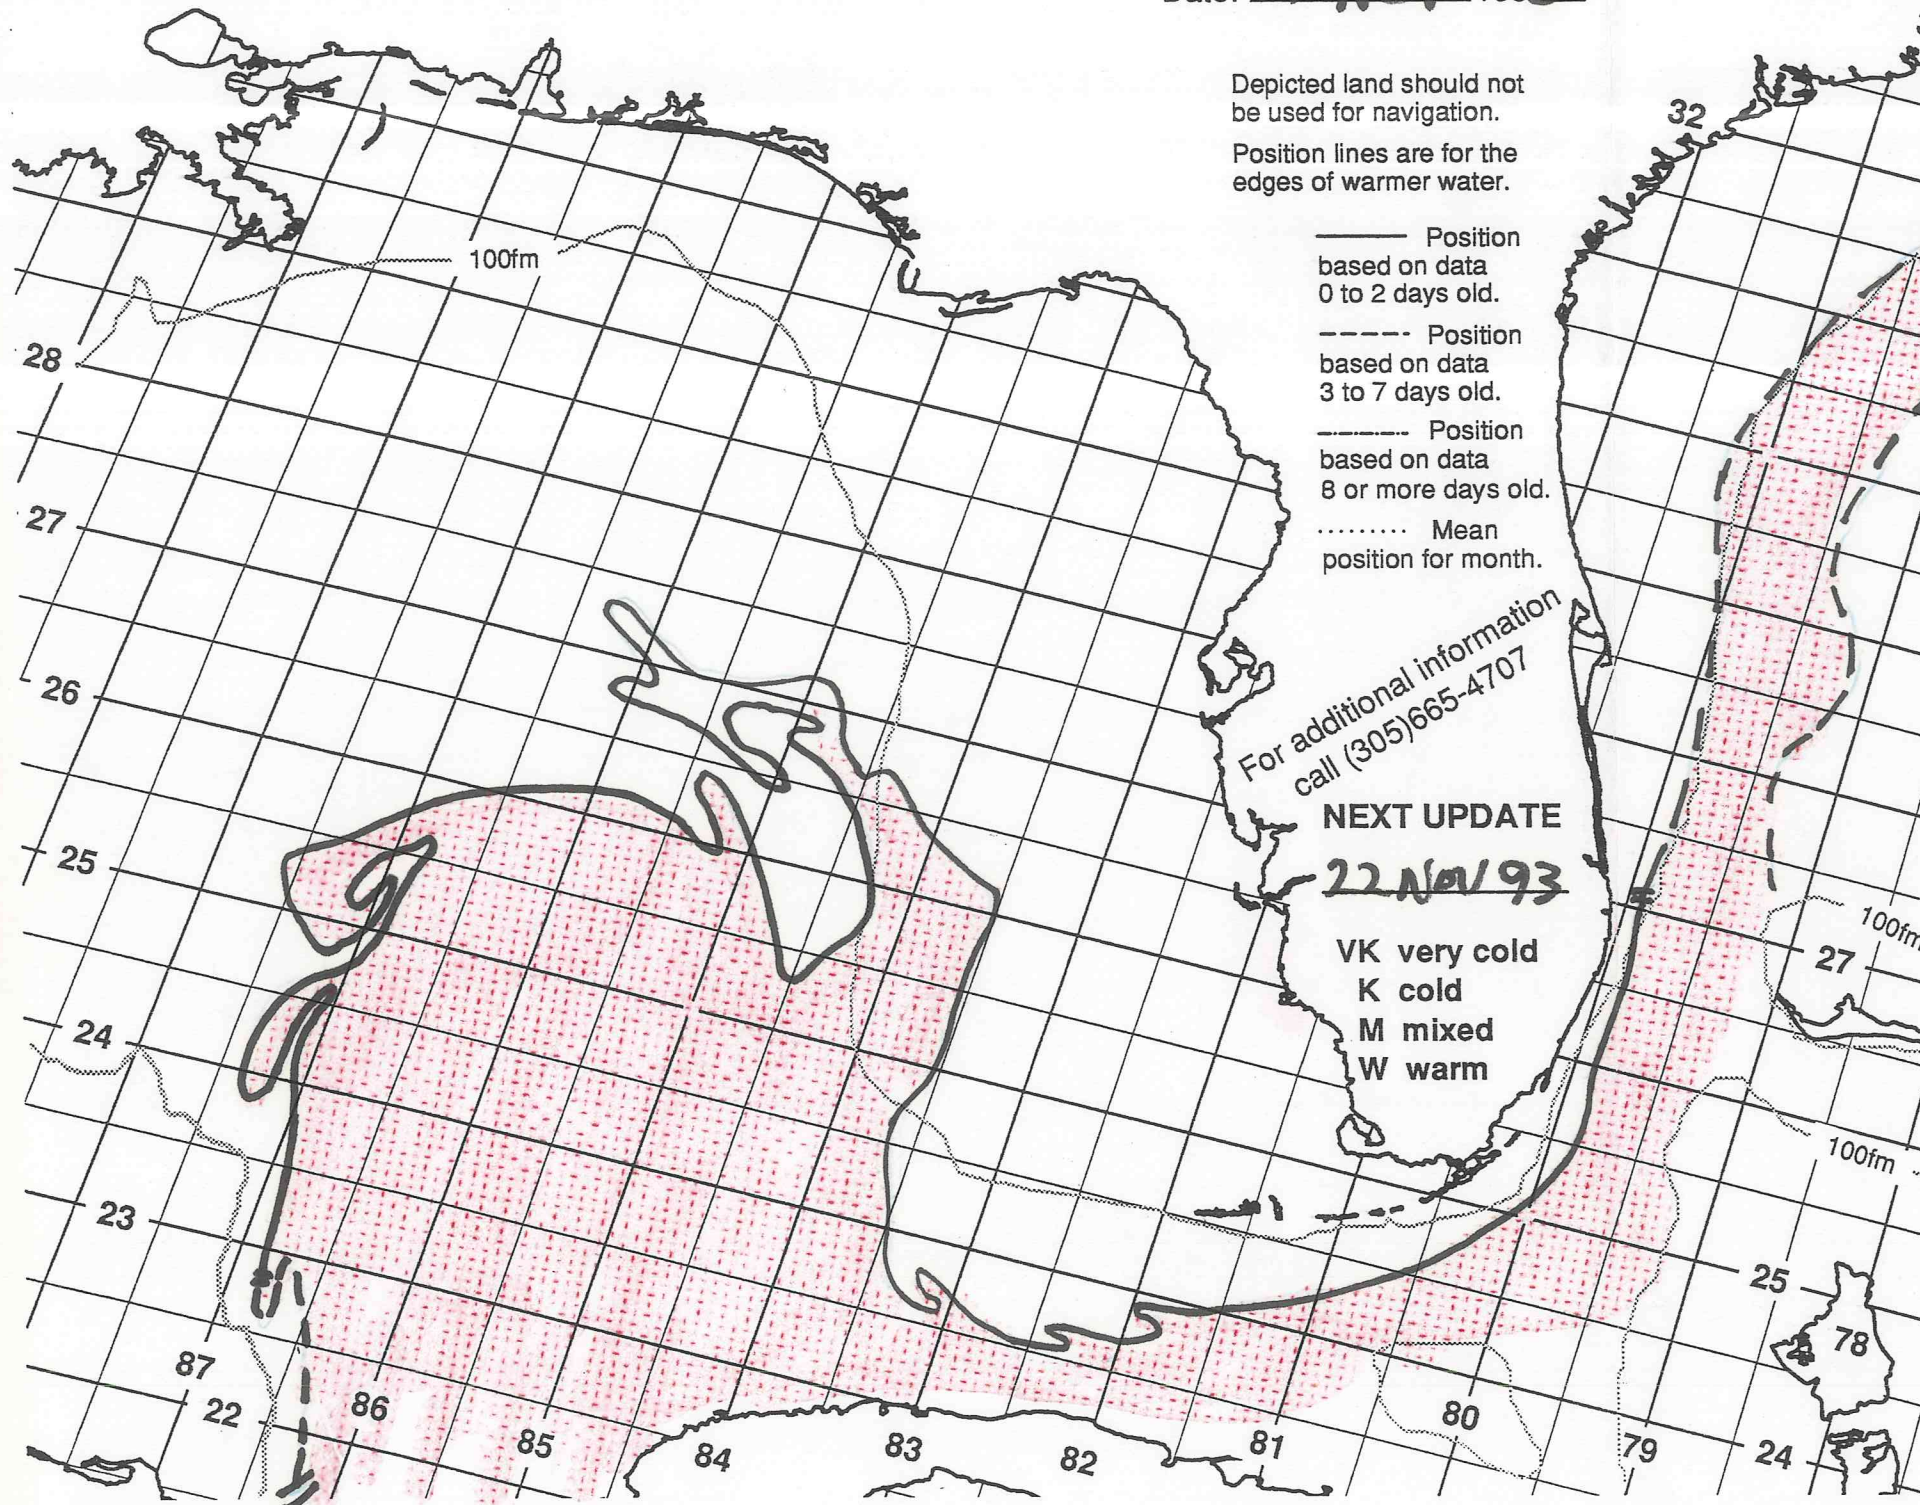 Date:
Depicted land should not
be used for navigation.
Position lines are for the
edges of warmer water.
Position
based on data
0 to 2 days old.
Position
based on data
3 to 7 days old.
Position
based on data
8 or more days old.
Mean
position for month.
For additional information
call (305)665-4707
NEXT UPDATE
22 NOV 93
VK very cold
K cold
M mixed
W warm
32
100fm
28
27
26
25
24
23
22
87
86
85
84
83
82
81
80
79
78
24
25
27
100fm
100fm